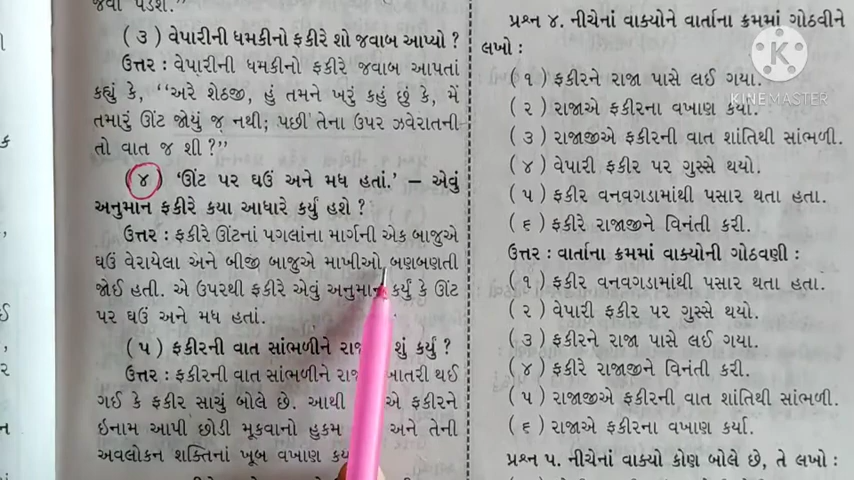 જવા પડશે.”
(૩) વેપારીની ધમકીનો ફકીરે શો જવાબ આપ્યો ?
ઉત્તર : વેપારીની ધમકીનો ફકીરે જવાબ આપતાં
કહ્યું કે, ‘‘અરે શેઠજી, હું તમને ખરું કહું છું કે, મેં
તમારું ઊંટ જોયું જ નથી; પછી તેના ઉપર ઝવેરાતની
તો વાત જ શી ?”
(૪) ‘ઊંટ પર ઘઉં અને મધ હતાં.’ – એવું
અનુમાન ફકીરે કયા આધારે કર્યું હશે ?
ઉત્તર : ફકીરે ઊંટનાં પગલાંના માર્ગની એક બાજુએ
ઘઉં વેરાયેલા અને બીજી બાજુએ માખીઓ બણબણતી
જોઈ હતી. એ ઉપરથી ફકીરે એવું અનુમાન કર્યું કે ઊંટ
પર ઘઉં અને મધ હતાં.
(૫) ફકીરની વાત સાંભળીને શું કર્યું ?
ઉત્તર : ફકીરની વાત સાંભળીને ખાતરી થઈ
ગઈ કે ફકીર સાચું બોલે છે. આથી એ ફકીરને
ઇનામ આપી છોડી મૂકવાનો હુકમ અને તેની
અવલોકન શક્તિનાં ખૂબ વખાણ
પ્રશ્ન ૪. નીચેનાં વાક્યોને વાર્તાના ક્રમમાં ગોઠવીને
લખો :
(૧) ફકીરને રાજા પાસે લઈ ગયા.
(૨) રાજાએ ફકીરના વખાણ કર્યા.
(૩) રાજાજીએ ફકીરની વાત શાંતિથી સાંભળી.
(૪) વેપારી ફકીર પર ગુસ્સે થયો.
(૫) ફકીર વનવગડામાંથી પસાર થતા હતા.
(૬) ફકીરે રાજાજીને વિનંતી કરી.
ઉત્તર : વાર્તાના ક્રમમાં વાક્યોની ગોઠવણી :
(૧) ફકીર વનવગડામાંથી પસાર થતા હતા.
(૨) વેપારી ફકીર પર ગુસ્સે થયો.
(૩) ફકીરને રાજા પાસે લઈ ગયા.
(૪) ફકીરે રાજાજીને વિનંતી કરી.
(૫) રાજાજીએ ફકીરની વાત શાંતિથી સાંભળી.
(૬) રાજાએ ફકીરના વખાણ કર્યા.
પ્રશ્ન ૫. નીચેનાં વાક્યો કોણ બોલે છે, તે લખો :
KINEMASTER